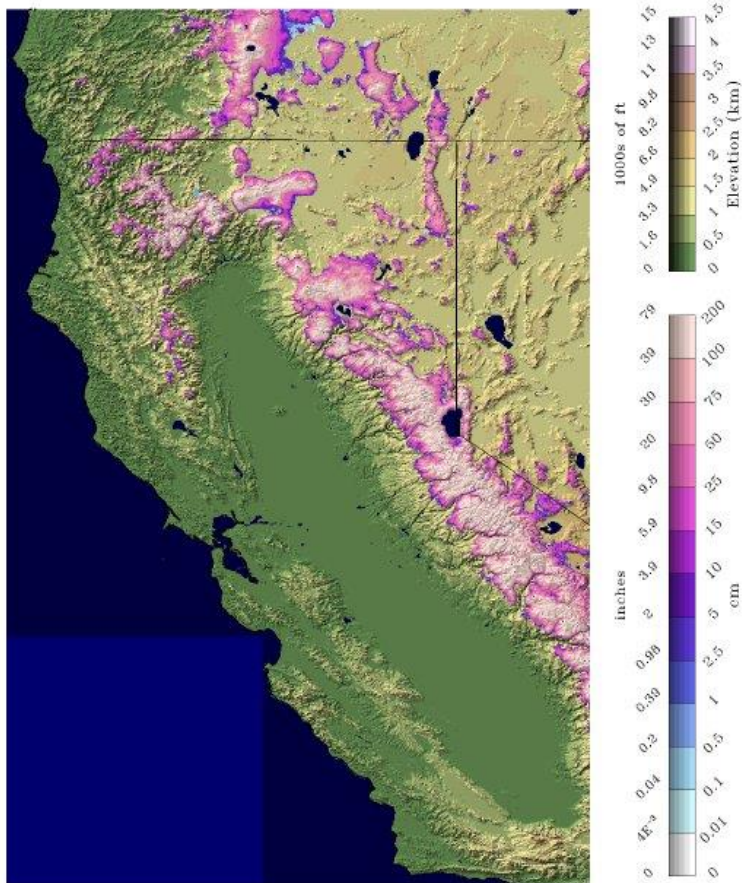 inches
0 4E⁻³ 0.04 0.2 0.39 0.98 2 3.9 5.9 9.8 20 30 39 79
0 0.01 0.1 0.5 1 2.5 5 10 15 25 50 75 100 200
cm
1000s of ft
0 1.6 3.3 4.9 6.6 8.2 9.8 11 13 15
0 0.5 1 1.5 2 2.5 3 3.5 4 4.5
Elevation (km)